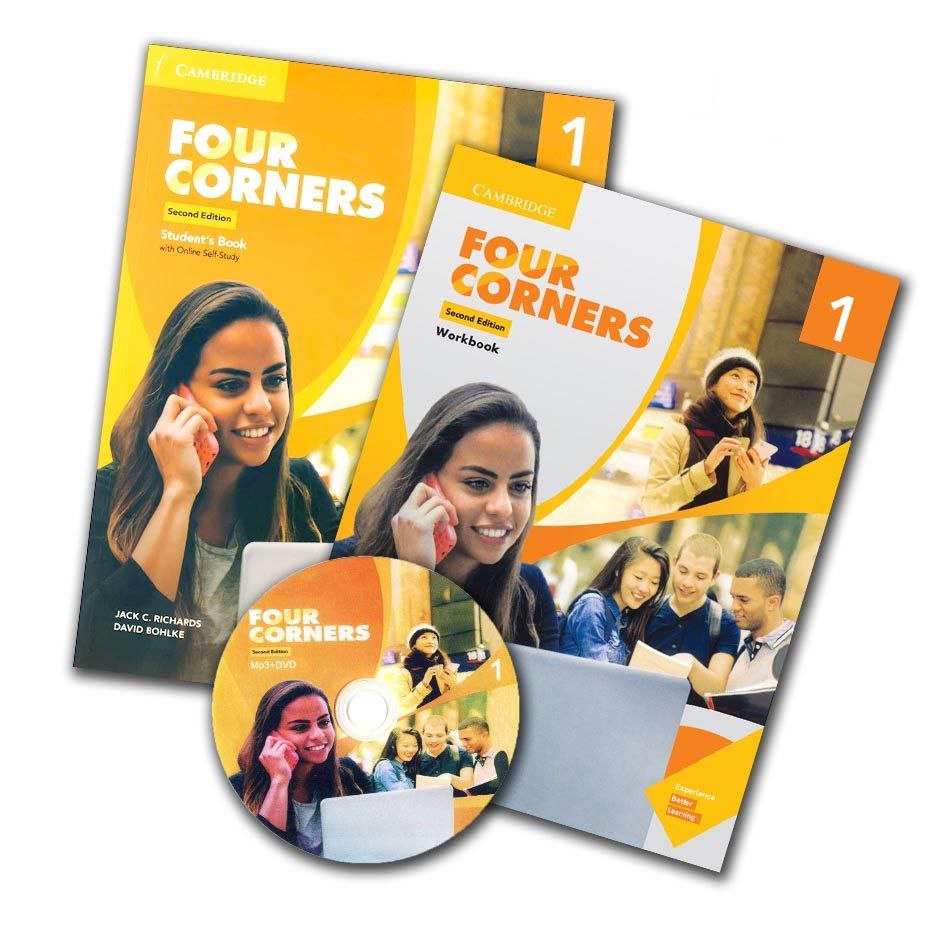 CAMBRIDGE
FOUR
CORNERS
Second Edition
Student's Book
with Online Self-Study
1
JACK C. RICHARDS
DAVID BOHLKE
CAMBRIDGE
FOUR
CORNERS
Second Edition
Workbook
1
18
Experience
Better
Learning
FOUR
CORNERS
Second Edition
Mp3+DVD
1